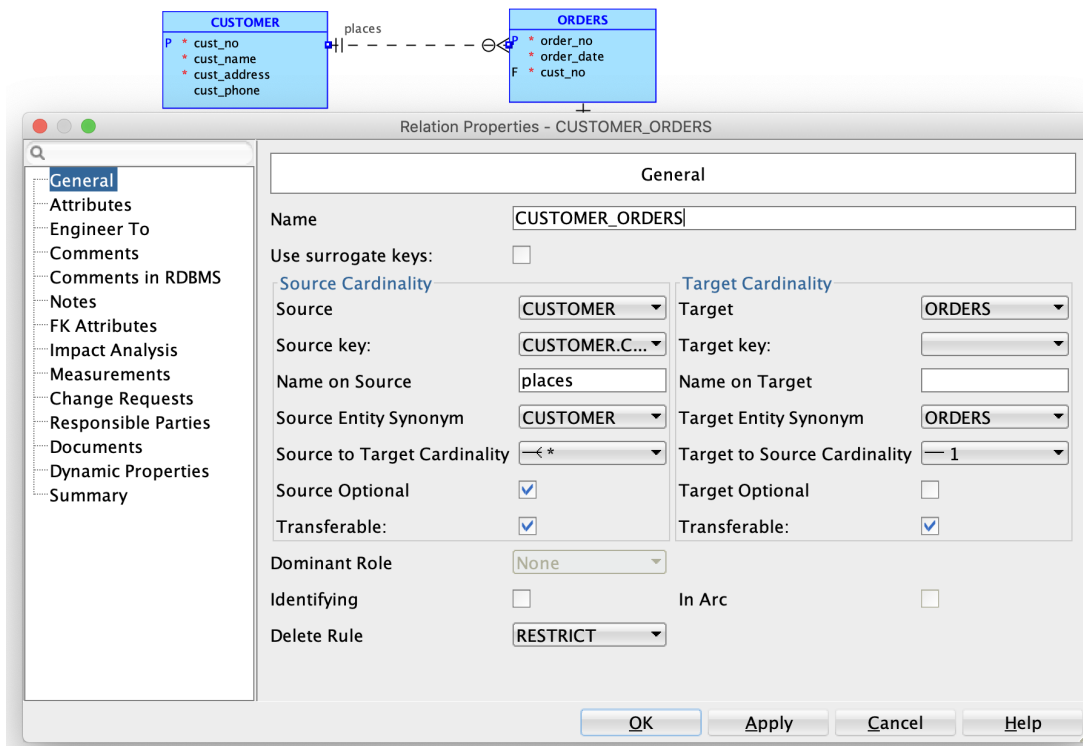 CUSTOMER
P * cust_no
* cust_name
* cust_address
cust_phone
places
ORDERS
P * order_no
* order_date
F * cust_no
Relation Properties - CUSTOMER_ORDERS
General
Attributes
Engineer To
Comments
Comments in RDBMS
Notes
FK Attributes
Impact Analysis
Measurements
Change Requests
Responsible Parties
Documents
Dynamic Properties
Summary
General
Name CUSTOMER_ORDERS
Use surrogate keys:
Source Cardinality
Source CUSTOMER
Source key: CUSTOMER.C...
Name on Source places
Source Entity Synonym CUSTOMER
Source to Target Cardinality *
Source Optional
Transferable:
Target Cardinality
Target ORDERS
Target key:
Name on Target
Target Entity Synonym ORDERS
Target to Source Cardinality 1
Target Optional
Transferable:
Dominant Role None
Identifying In Arc
Delete Rule RESTRICT
OK Apply Cancel Help